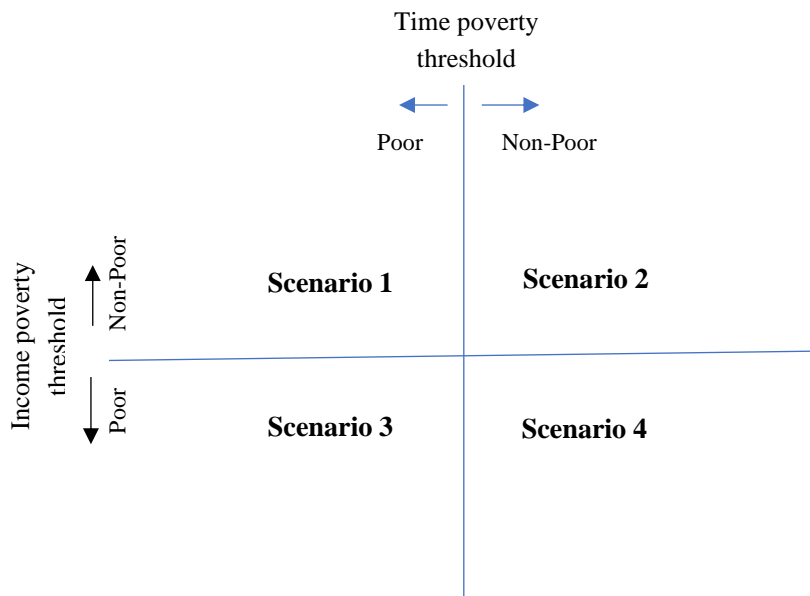 Time poverty
threshold
Poor
Non-Poor
Income poverty
threshold
Non-Poor
Poor
Scenario 1
Scenario 2
Scenario 3
Scenario 4